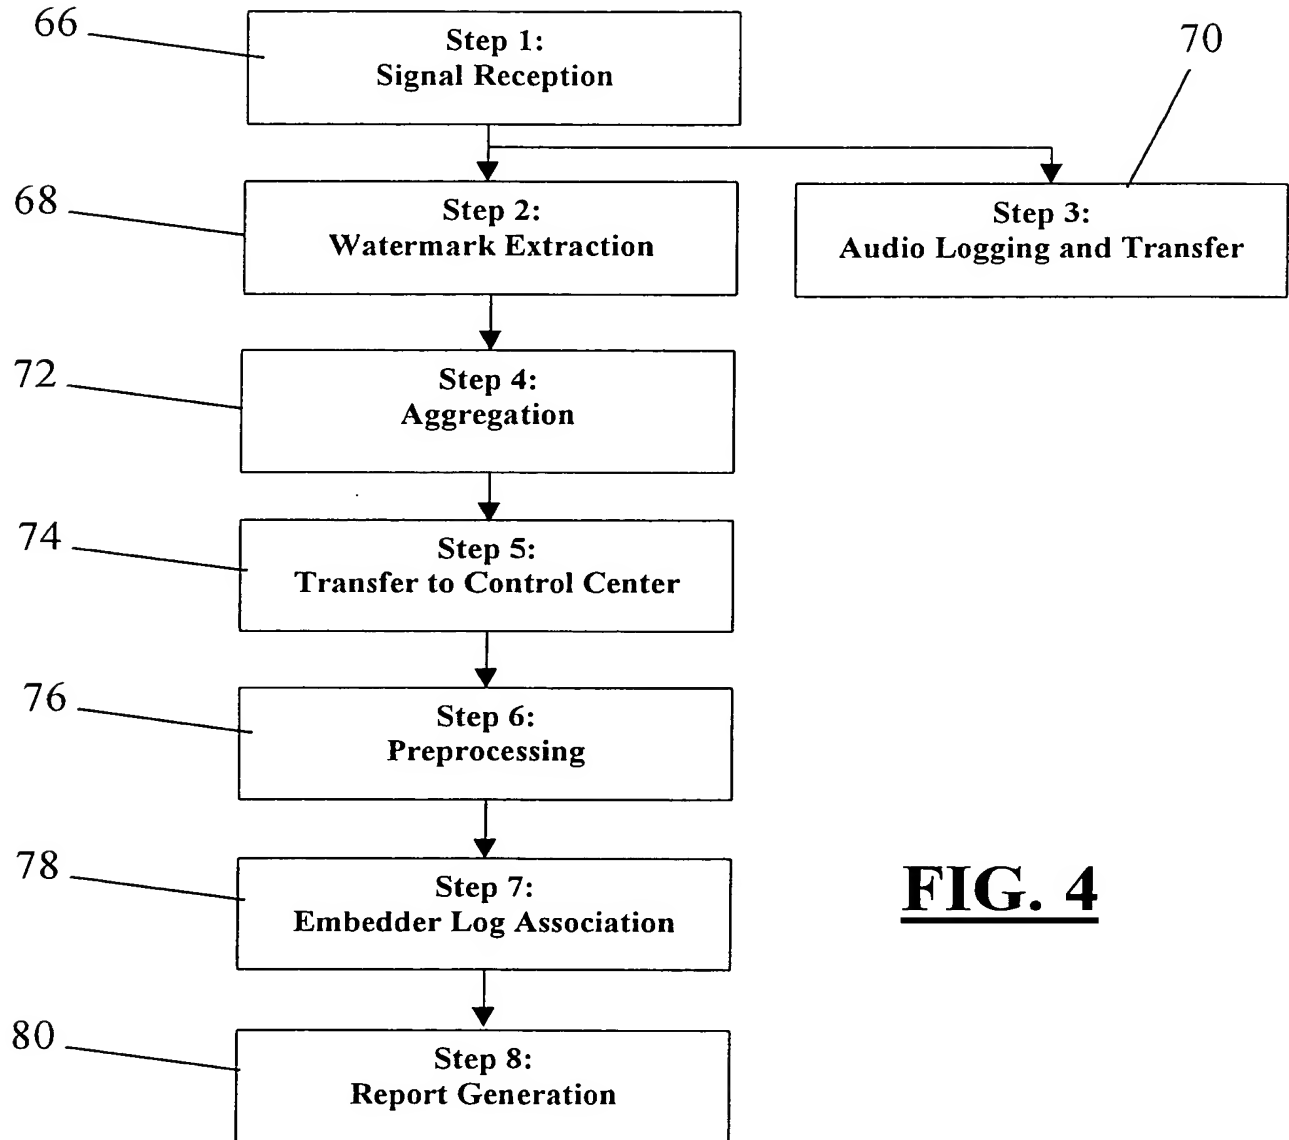 66
Step 1:
Signal Reception
70
68
Step 2:
Watermark Extraction
Step 3:
Audio Logging and Transfer
72
Step 4:
Aggregation
74
Step 5:
Transfer to Control Center
76
Step 6:
Preprocessing
78
Step 7:
Embedder Log Association
FIG. 4
80
Step 8:
Report Generation